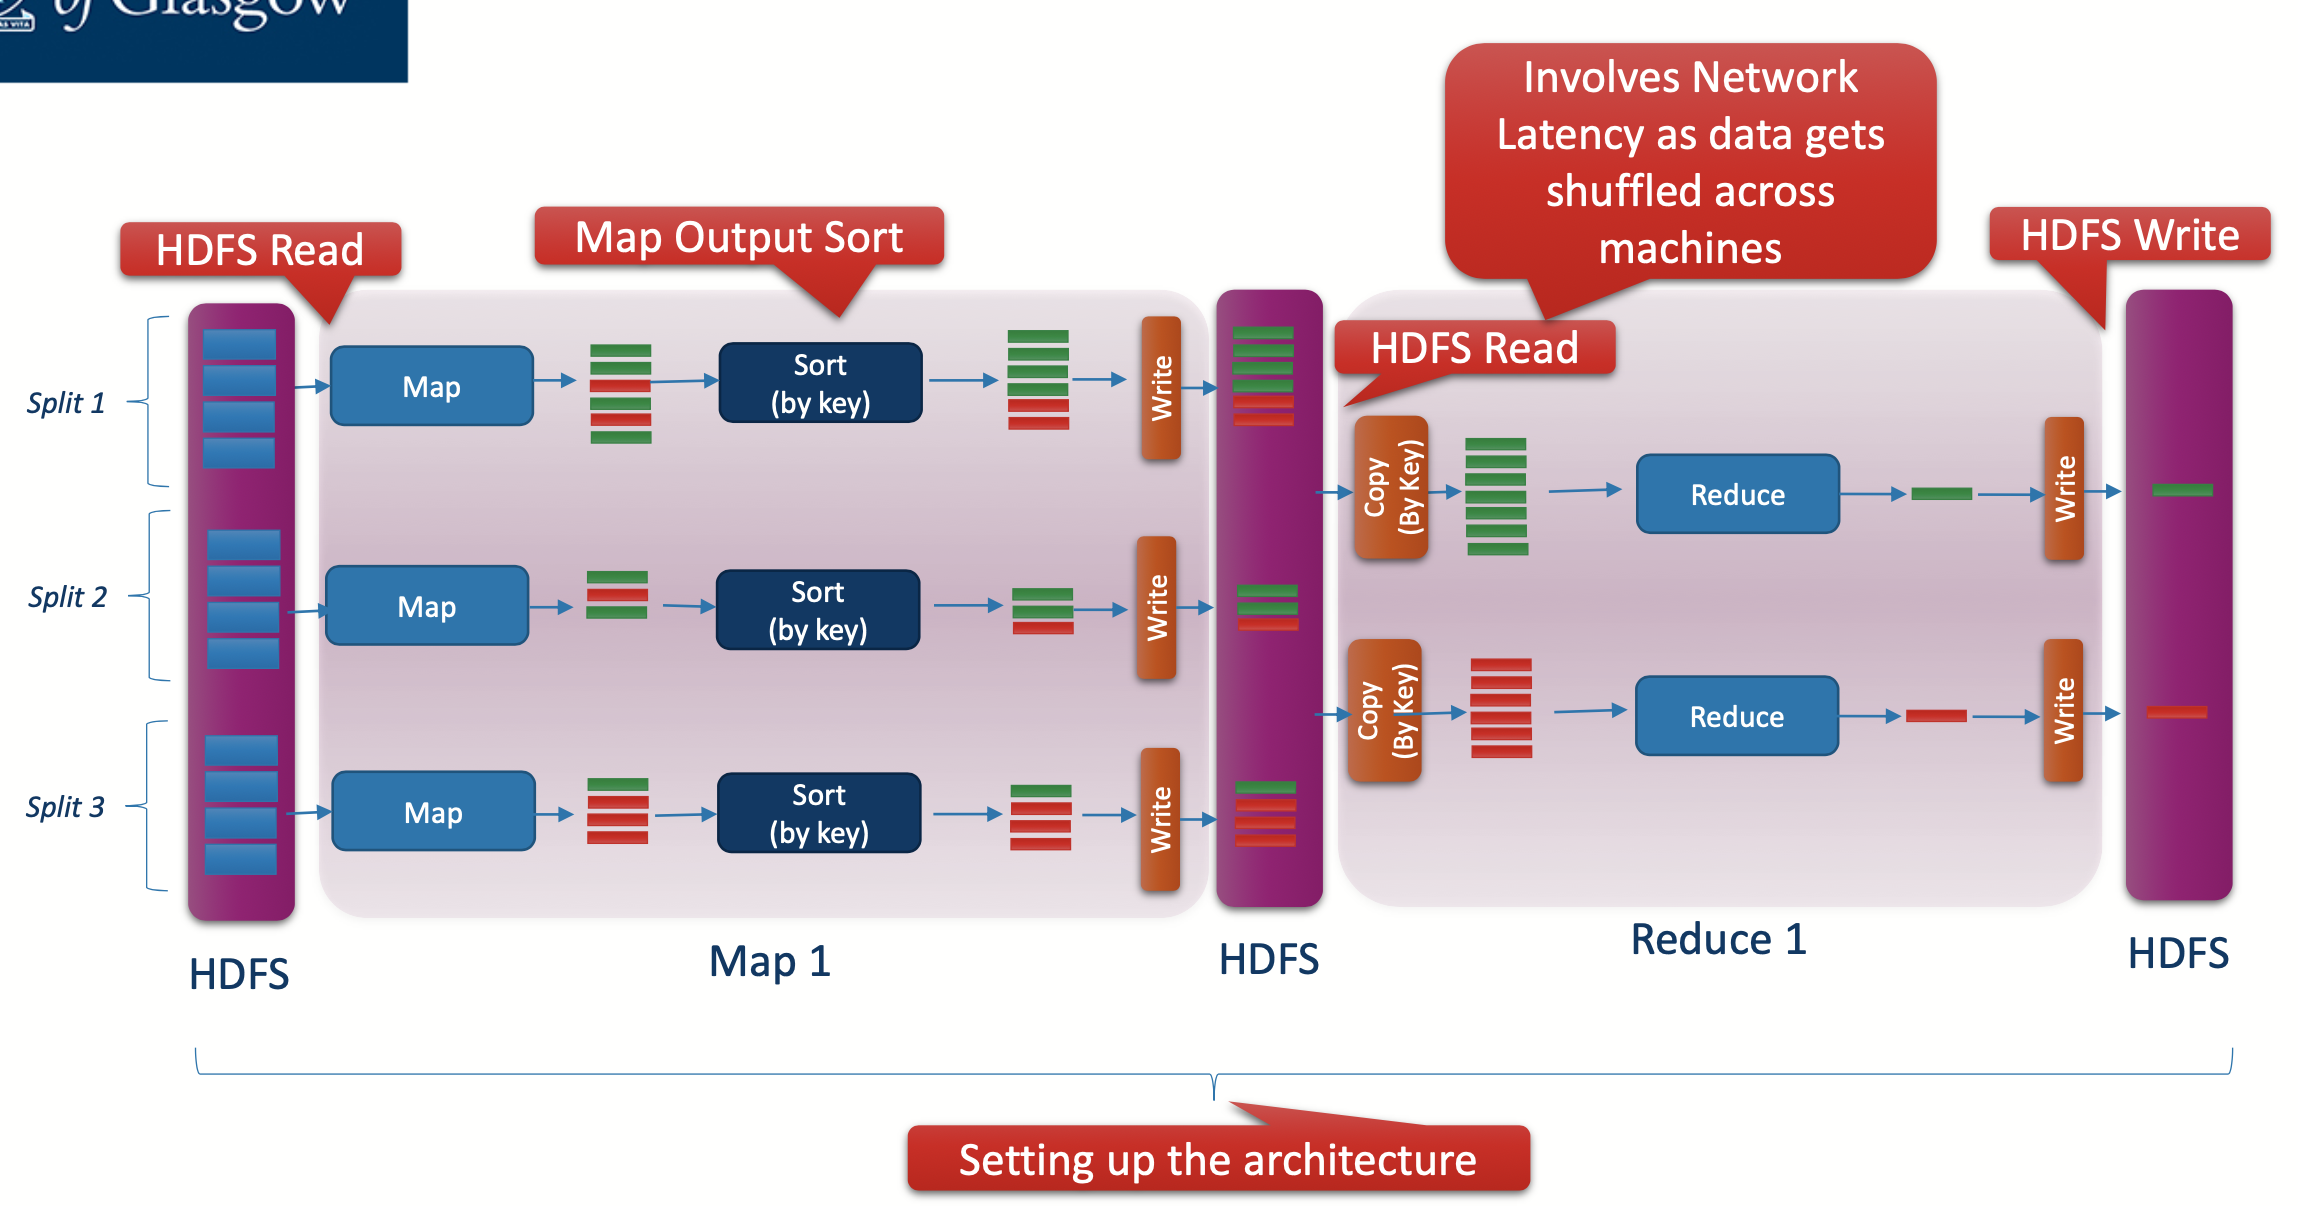 of Glasgow
HDFS Read
Map Output Sort
Involves Network
Latency as data gets
shuffled across
machines
HDFS Write
HDFS Read
Split 1
Map
Sort
(by key)
Write
Copy
(By Key)
Reduce
Write
Split 2
Map
Sort
(by key)
Write
Copy
(By Key)
Reduce
Write
Split 3
Map
Sort
(by key)
Write
HDFS
Map 1
HDFS
Reduce 1
HDFS
Setting up the architecture